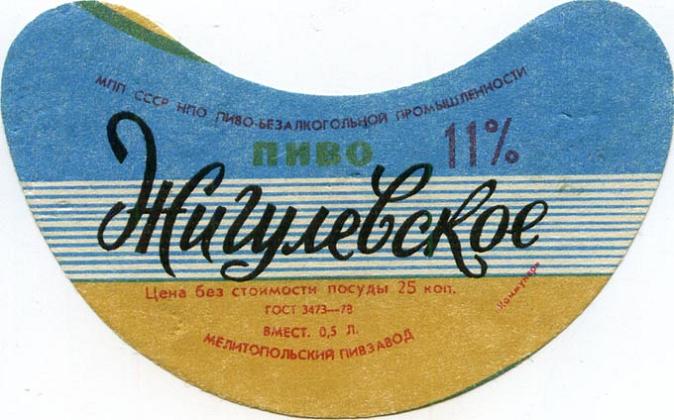 МПП СССР НПО ПИВО-БЕЗАЛКОГОЛЬНОЙ ПРОМЫШЛЕННОСТИ
ПИВО 11%
Жигулевское
Цена без стоимости посуды 25 коп.
ГОСТ 3473—78
ВМЕСТ. 0,5 Л.
МЕЛИТОПОЛЬСКИЙ ПИВЗАВОД
Коммунар